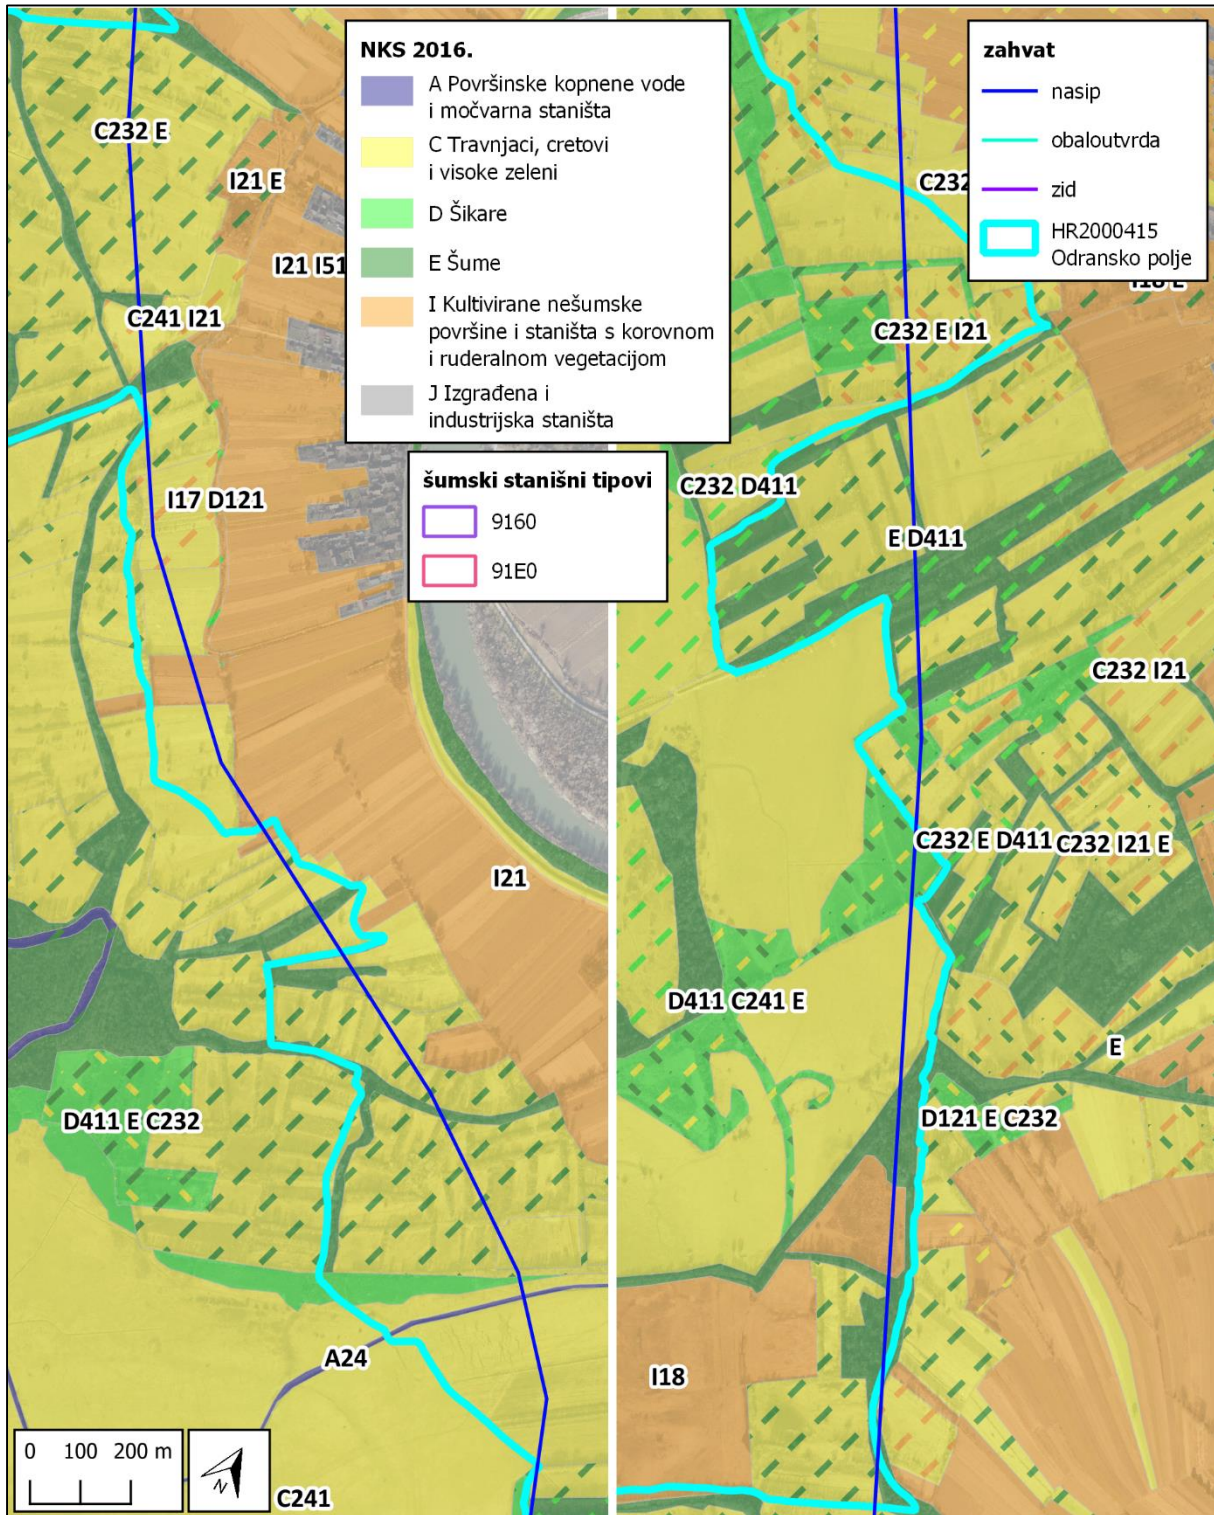 NKS 2016.
A Površinske kopnene vode
i močvarna staništa
C Travnjaci, cretovi
i visoke zeleni
D Šikare
E Šume
I Kultivirane nešumske
površine i staništa s korovnom
i ruderalnom vegetacijom
J Izgrađena i
industrijska staništa
šumski stanišni tipovi
9160
91E0
zahvat
nasip
obaloutvrda
zid
HR2000415
Odransko polje
C232 E
I21 E
I21 I51
C241 I21
I17 D121
I21
D411 E C232
A24
C241
0 100 200 m
N
C232
I18 E
C232 E I21
C232 D411
E D411
C232 I21
C232 E D411
C232 I21 E
D411 C241 E
E
D121 E C232
I18